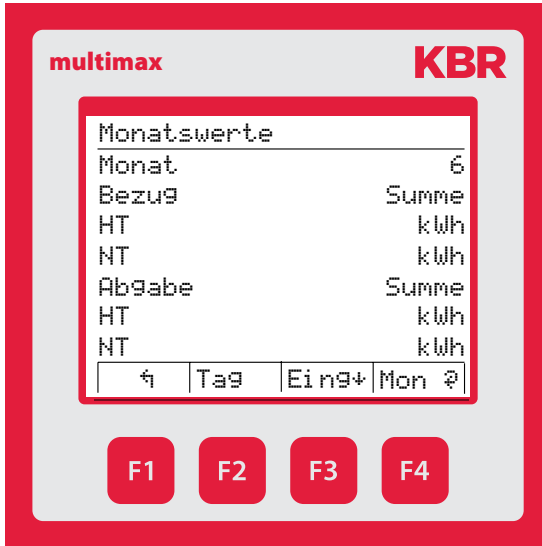 multimax KBR
Monatswerte
Monat 6
Bezug Summe
HT kWh
NT kWh
Abgabe Summe
HT kWh
NT kWh
↰ Tag Eing↓ Mon ⤾
F1 F2 F3 F4